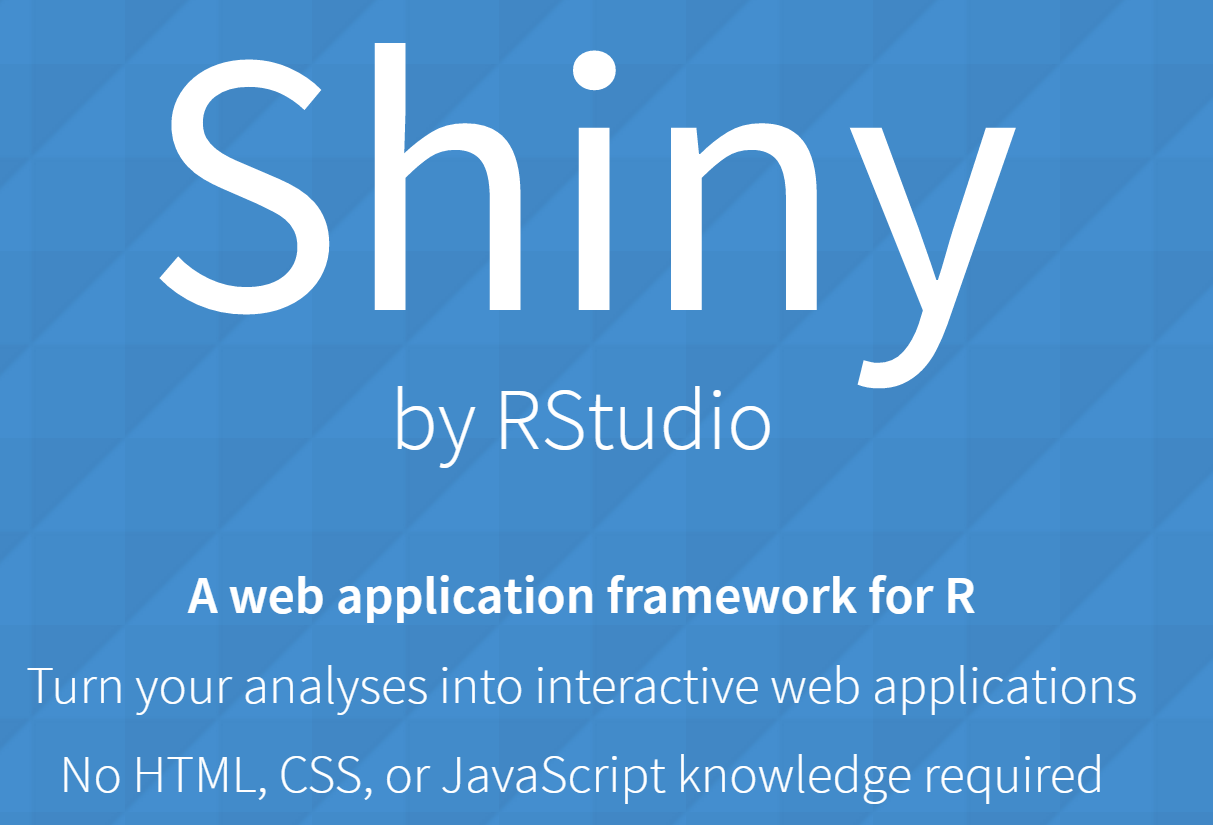 Shiny
by RStudio
A web application framework for R
Turn your analyses into interactive web applications
No HTML, CSS, or JavaScript knowledge required